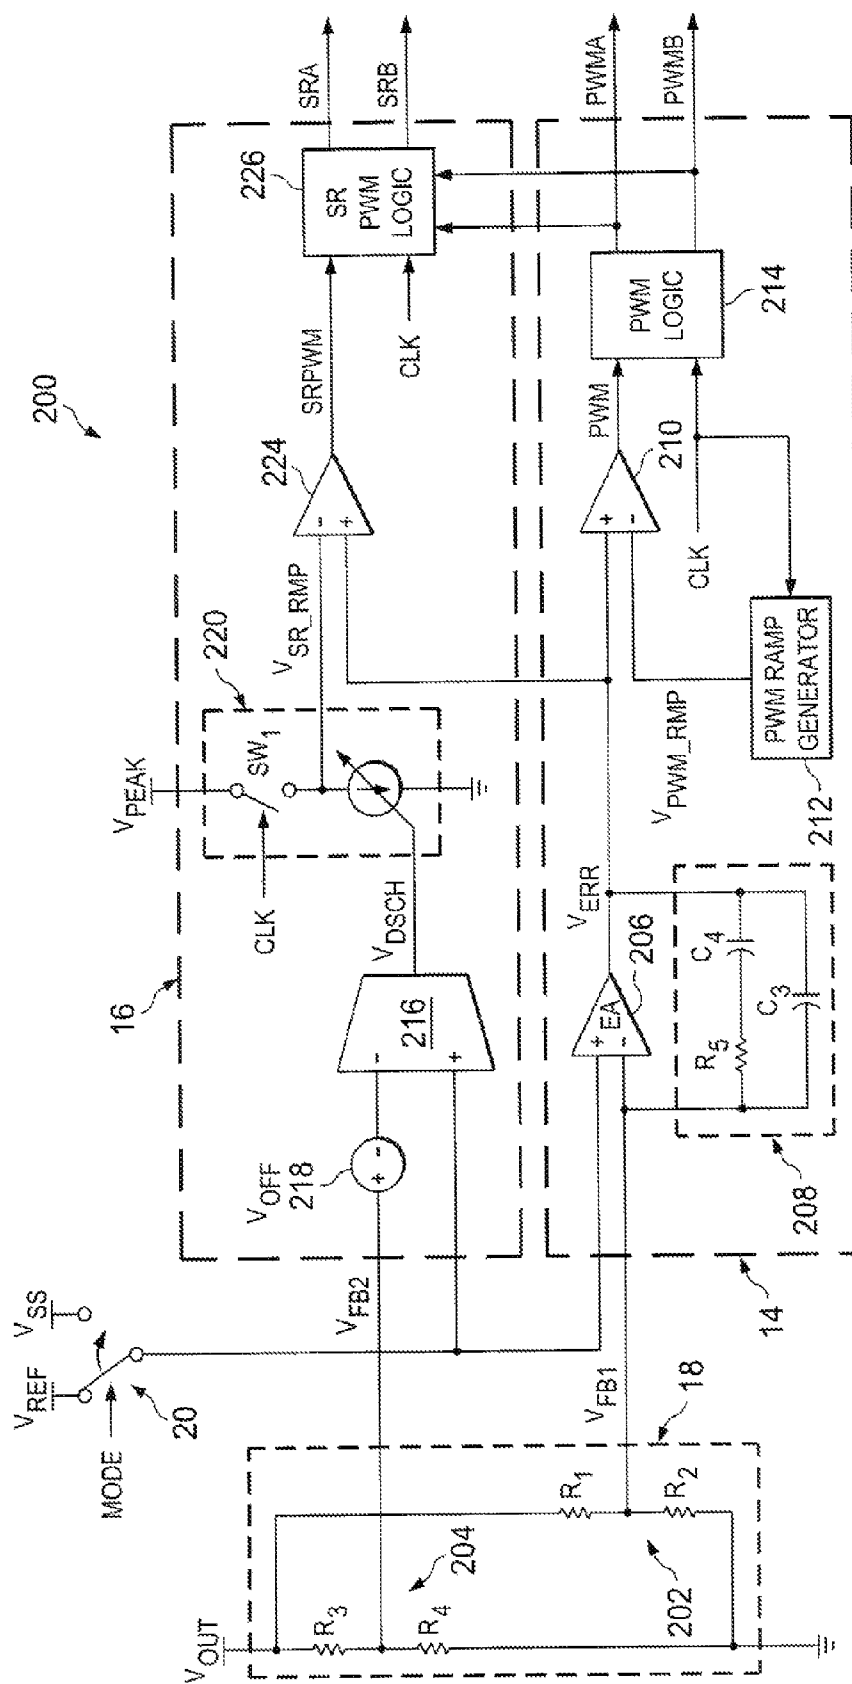 200
16
V_PEAK
220
SW_1
CLK
V_DSCH
216
V_OFF
218
V_SR_RMP
224
SRPWM
CLK
226
SR
PWM
LOGIC
SRA
SRB
V_REF
V_SS
MODE
20
V_FB2
V_FB1
V_OUT
R_3
R_4
204
R_1
R_2
202
18
14
V_ERR
EA
206
R_5
C_4
C_3
208
V_PWM_RMP
PWM RAMP
GENERATOR
212
CLK
210
PWM
PWM
LOGIC
214
PWMA
PWMB
+
-
+
-
+
-
+
-
+
-